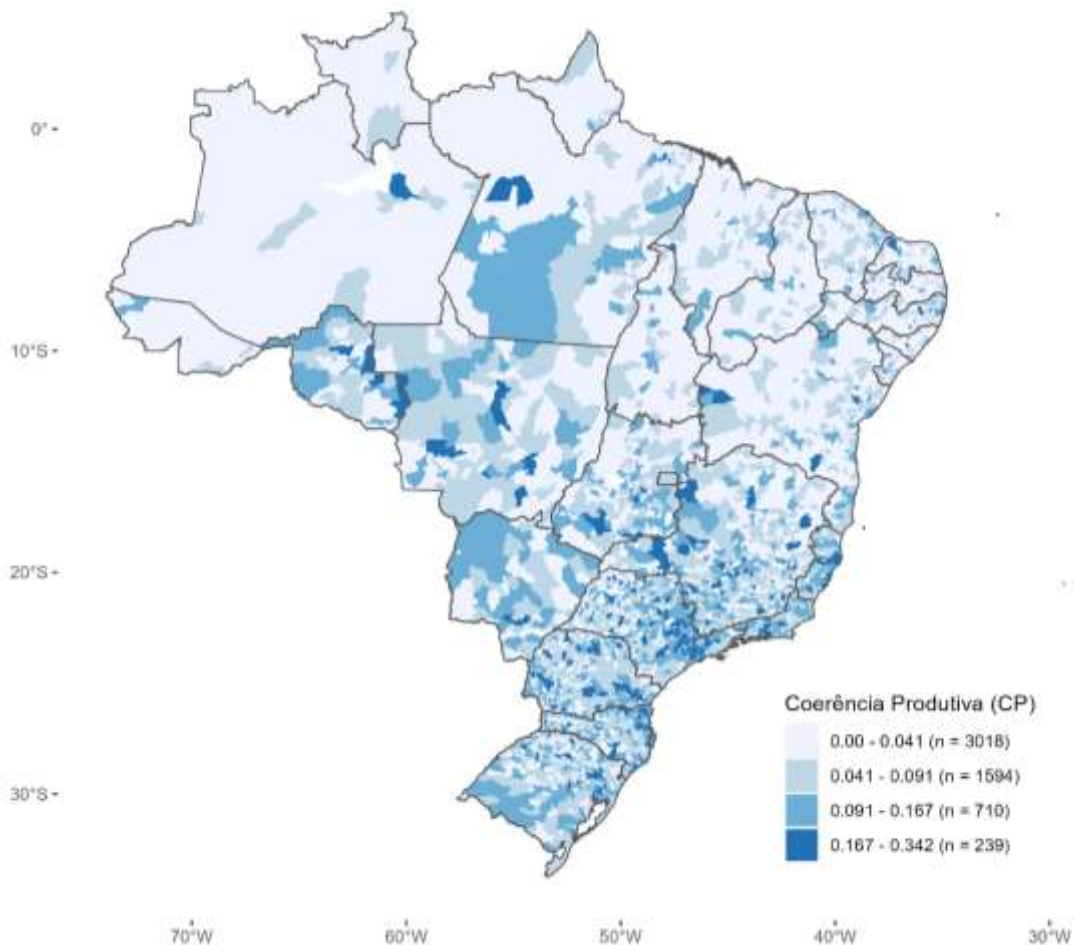 0°
10°S
20°S
30°S
Coerência Produtiva (CP)
0.00 - 0.041 (n = 3018)
0.041 - 0.091 (n = 1594)
0.091 - 0.167 (n = 710)
0.167 - 0.342 (n = 239)
70°W
60°W
50°W
40°W
30°W